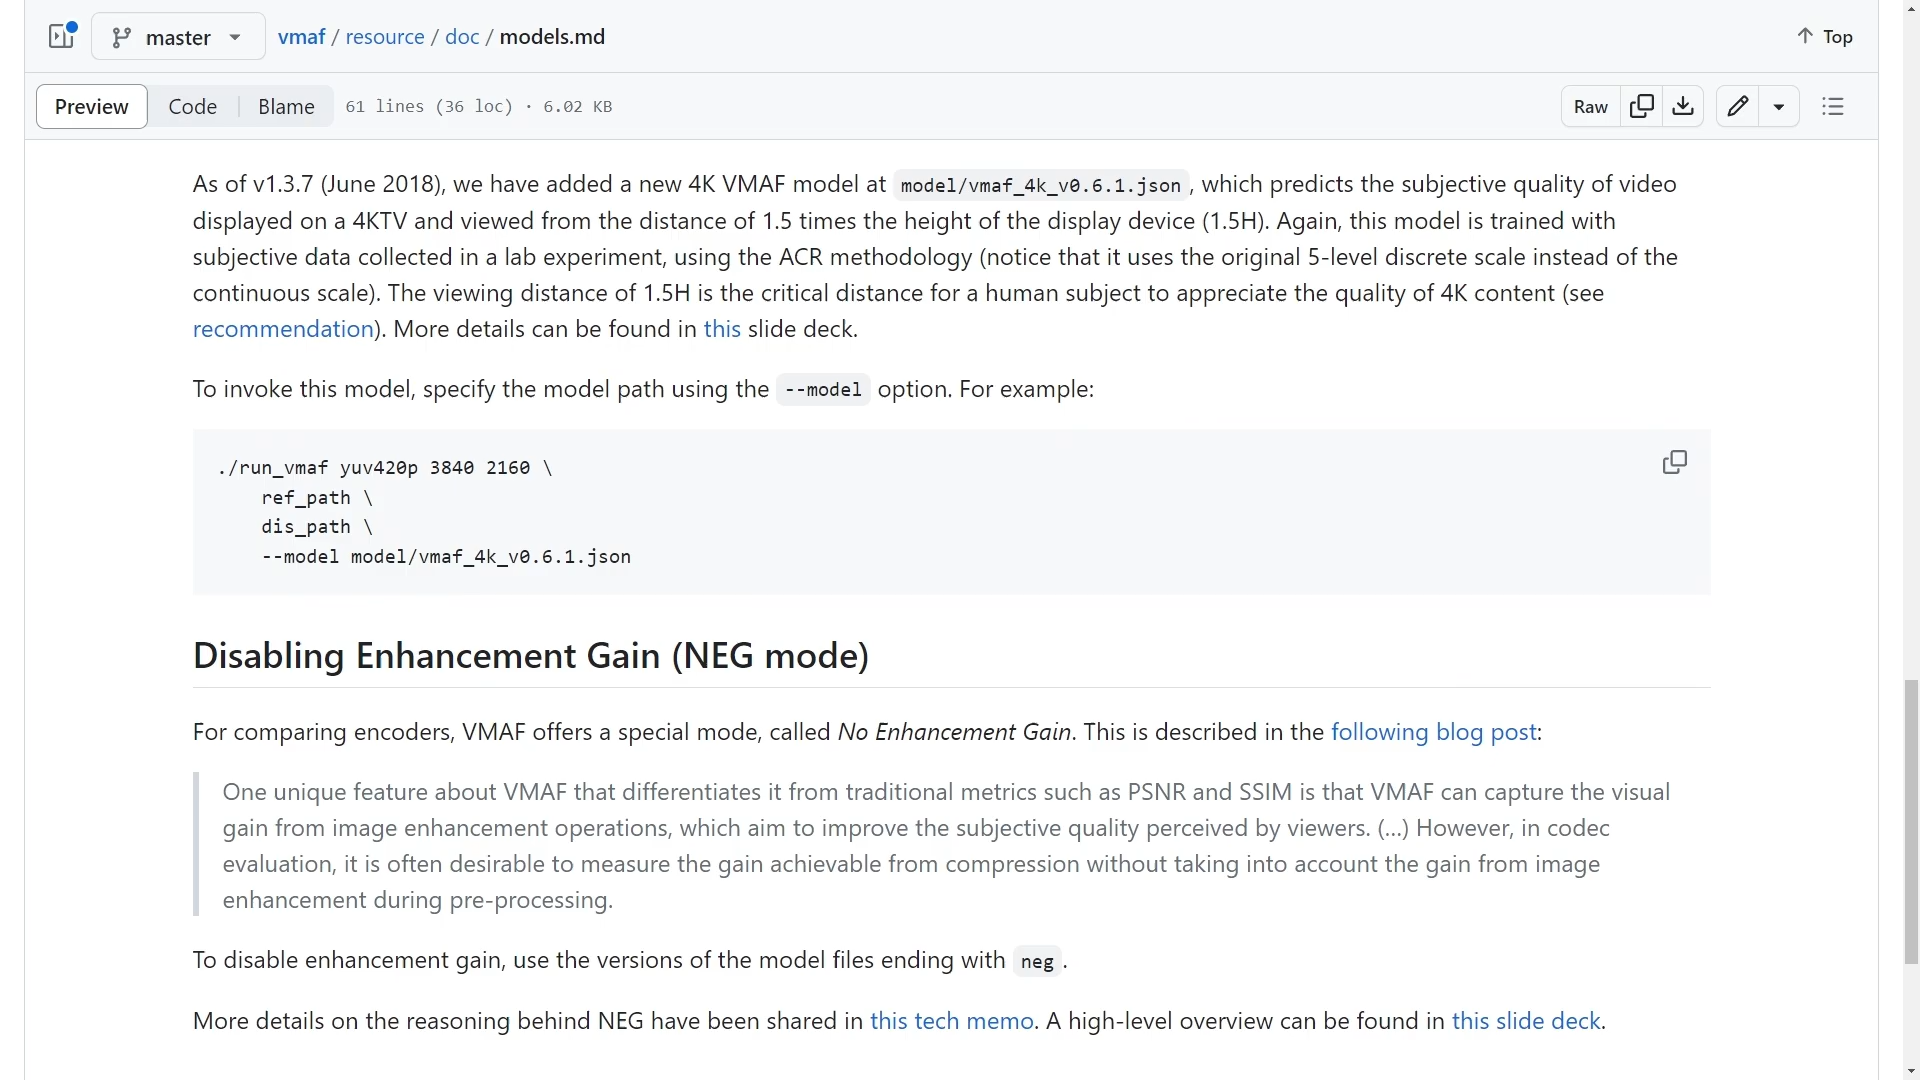 master vmaf / resource / doc / models.md Top
Preview Code Blame 61 lines (36 loc) · 6.02 KB Raw
As of v1.3.7 (June 2018), we have added a new 4K VMAF model at model/vmaf_4k_v0.6.1.json , which predicts the subjective quality of video
displayed on a 4KTV and viewed from the distance of 1.5 times the height of the display device (1.5H). Again, this model is trained with
subjective data collected in a lab experiment, using the ACR methodology (notice that it uses the original 5-level discrete scale instead of the
continuous scale). The viewing distance of 1.5H is the critical distance for a human subject to appreciate the quality of 4K content (see
recommendation). More details can be found in this slide deck.
To invoke this model, specify the model path using the --model option. For example:
./run_vmaf yuv420p 3840 2160 \
ref_path \
dis_path \
--model model/vmaf_4k_v0.6.1.json
Disabling Enhancement Gain (NEG mode)
For comparing encoders, VMAF offers a special mode, called No Enhancement Gain. This is described in the following blog post:
One unique feature about VMAF that differentiates it from traditional metrics such as PSNR and SSIM is that VMAF can capture the visual
gain from image enhancement operations, which aim to improve the subjective quality perceived by viewers. (...) However, in codec
evaluation, it is often desirable to measure the gain achievable from compression without taking into account the gain from image
enhancement during pre-processing.
To disable enhancement gain, use the versions of the model files ending with neg .
More details on the reasoning behind NEG have been shared in this tech memo. A high-level overview can be found in this slide deck.